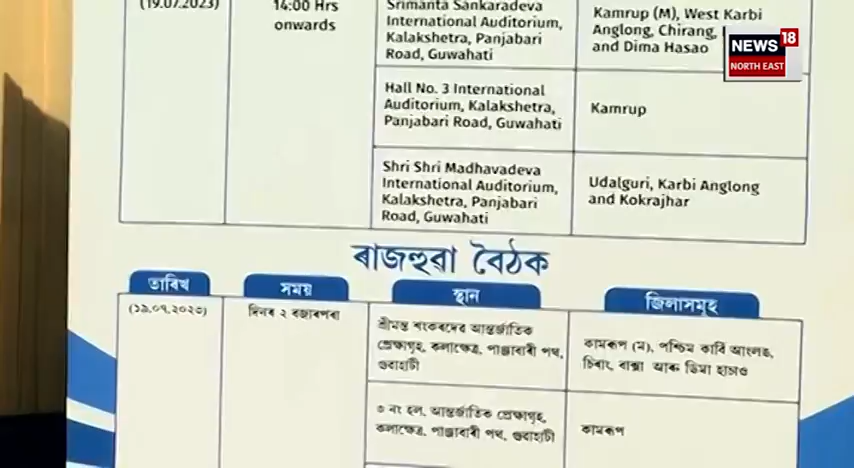 (19.07.2023)
14:00 Hrs
onwards
Srimanta Sankaradeva
International Auditorium,
Kalakshetra, Panjabari
Road, Guwahati
Kamrup (M), West Karbi
Anglong, Chirang,
and Dima Hasao
NEWS 18
NORTH EAST
Hall No. 3 International
Auditorium, Kalakshetra,
Panjabari Road, Guwahati
Kamrup
Shri Shri Madhavadeva
International Auditorium,
Kalakshetra, Panjabari
Road, Guwahati
Udalguri, Karbi Anglong
and Kokrajhar
ৰাজহুৱা বৈঠক
তাৰিখ
সময়
স্থান
জিলাসমূহ
(১৯.০৭.২০২৩)
দিনৰ ২ বজাৰপৰা
শ্ৰীমন্ত শংকৰদেৱ আন্তৰ্জাতিক
প্ৰেক্ষাগৃহ, কলাক্ষেত্ৰ, পাঞ্জাবাৰী পথ,
গুৱাহাটী
কামৰূপ (ম), পশ্চিম কাৰ্বি আংলং,
চিৰাং, বাক্সা আৰু ডিমা হাচাও
৩ নং হল, আন্তৰ্জাতিক প্ৰেক্ষাগৃহ,
কলাক্ষেত্ৰ, পাঞ্জাবাৰী পথ, গুৱাহাটী
কামৰূপ